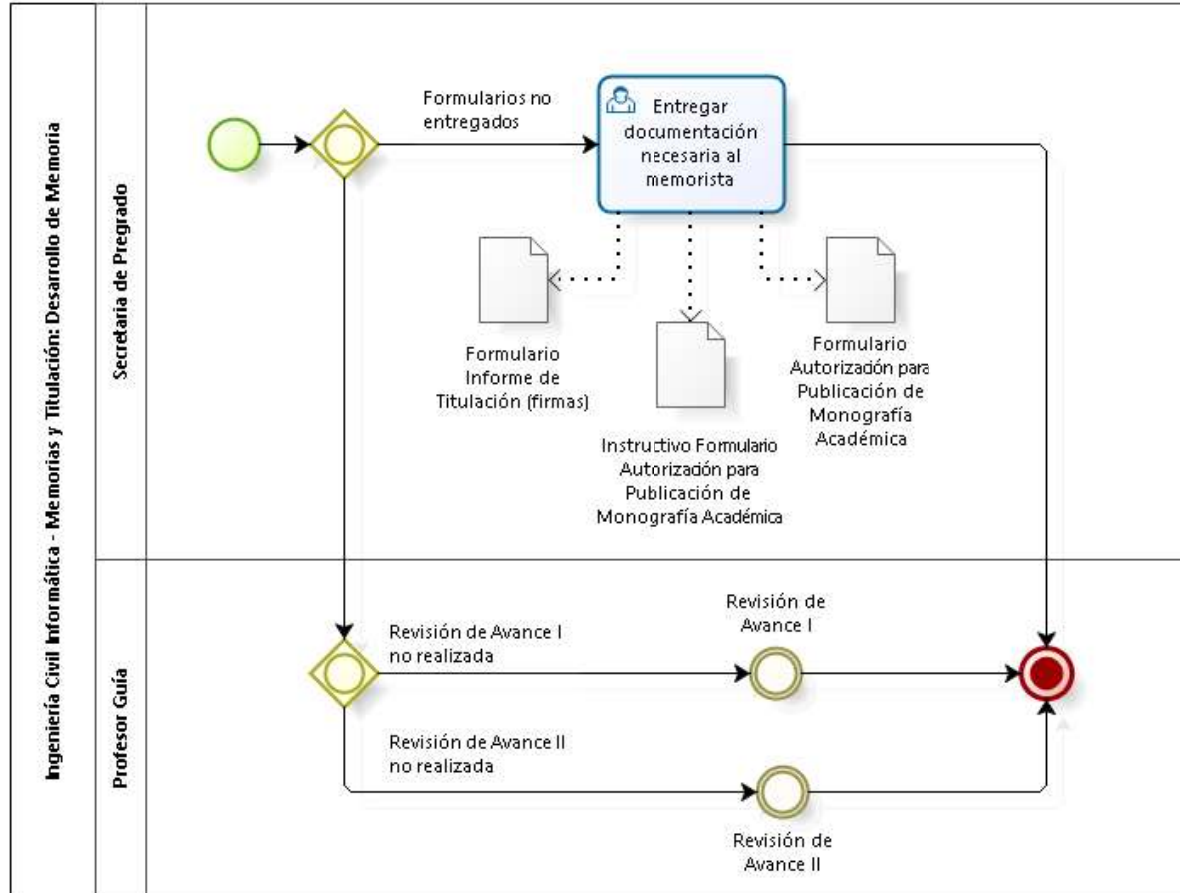 Ingeniería Civil Informática - Memorias y Titulación: Desarrollo de Memoria
Secretaria de Pregrado
Formularios no
entregados
Entregar
documentación
necesaria al
memorista
Formulario
Informe de
Titulación (firmas)
Instructivo Formulario
Autorización para
Publicación de
Monografía Académica
Formulario
Autorización para
Publicación de
Monografía
Académica
Profesor Guía
Revisión de Avance I
no realizada
Revisión de
Avance I
Revisión de Avance II
no realizada
Revisión de
Avance II